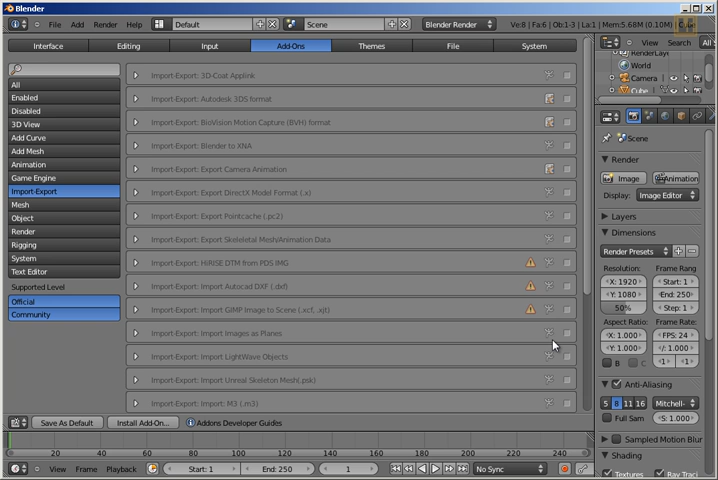 Blender
File Add Render Help Default Scene Blender Render Ve:8 | Fa:6 | Ob:1-3 | La:1 | Mem:5.68M (0.10M)
Interface Editing Input Add-Ons Themes File System
View Search All S
RenderLaye
World
Camera
Cube
All
Enabled
Disabled
3D View
Add Curve
Add Mesh
Animation
Game Engine
Import-Export
Mesh
Object
Render
Rigging
System
Text Editor
Supported Level
Official
Community
Import-Export: 3D-Coat Applink
Import-Export: Autodesk 3DS format
Import-Export: BioVision Motion Capture (BVH) format
Import-Export: Blender to XNA
Import-Export: Export Camera Animation
Import-Export: Export DirectX Model Format (.x)
Import-Export: Export Pointcache (.pc2)
Import-Export: Export Skeleletal Mesh/Animation Data
Import-Export: HiRISE DTM from PDS IMG
Import-Export: Import Autocad DXF (.dxf)
Import-Export: Import GIMP Image to Scene (.xcf, .xjt)
Import-Export: Import Images as Planes
Import-Export: Import LightWave Objects
Import-Export: Import Unreal Skeleton Mesh(.psk)
Import-Export: Import: M3 (.m3)
Save As Default Install Add-On... Addons Developer Guides
Scene
Render
Image Animation
Display: Image Editor
Layers
Dimensions
Render Presets
Resolution: Frame Rang
X: 1920 Start: 1
Y: 1080 End: 250
50% Step: 1
Aspect Ratio: Frame Rate:
X: 1.000 FPS: 24
Y: 1.000 /: 1.000
B C 1 1
Anti-Aliasing
5 8 11 16 Mitchell-
Full Sam S: 1.000
Sampled Motion Blur
Shading
Textures Ray Traci
0 20 40 60 80 100 120 140 160 180 200 220 240
View Frame Playback Start: 1 End: 250 1 No Sync